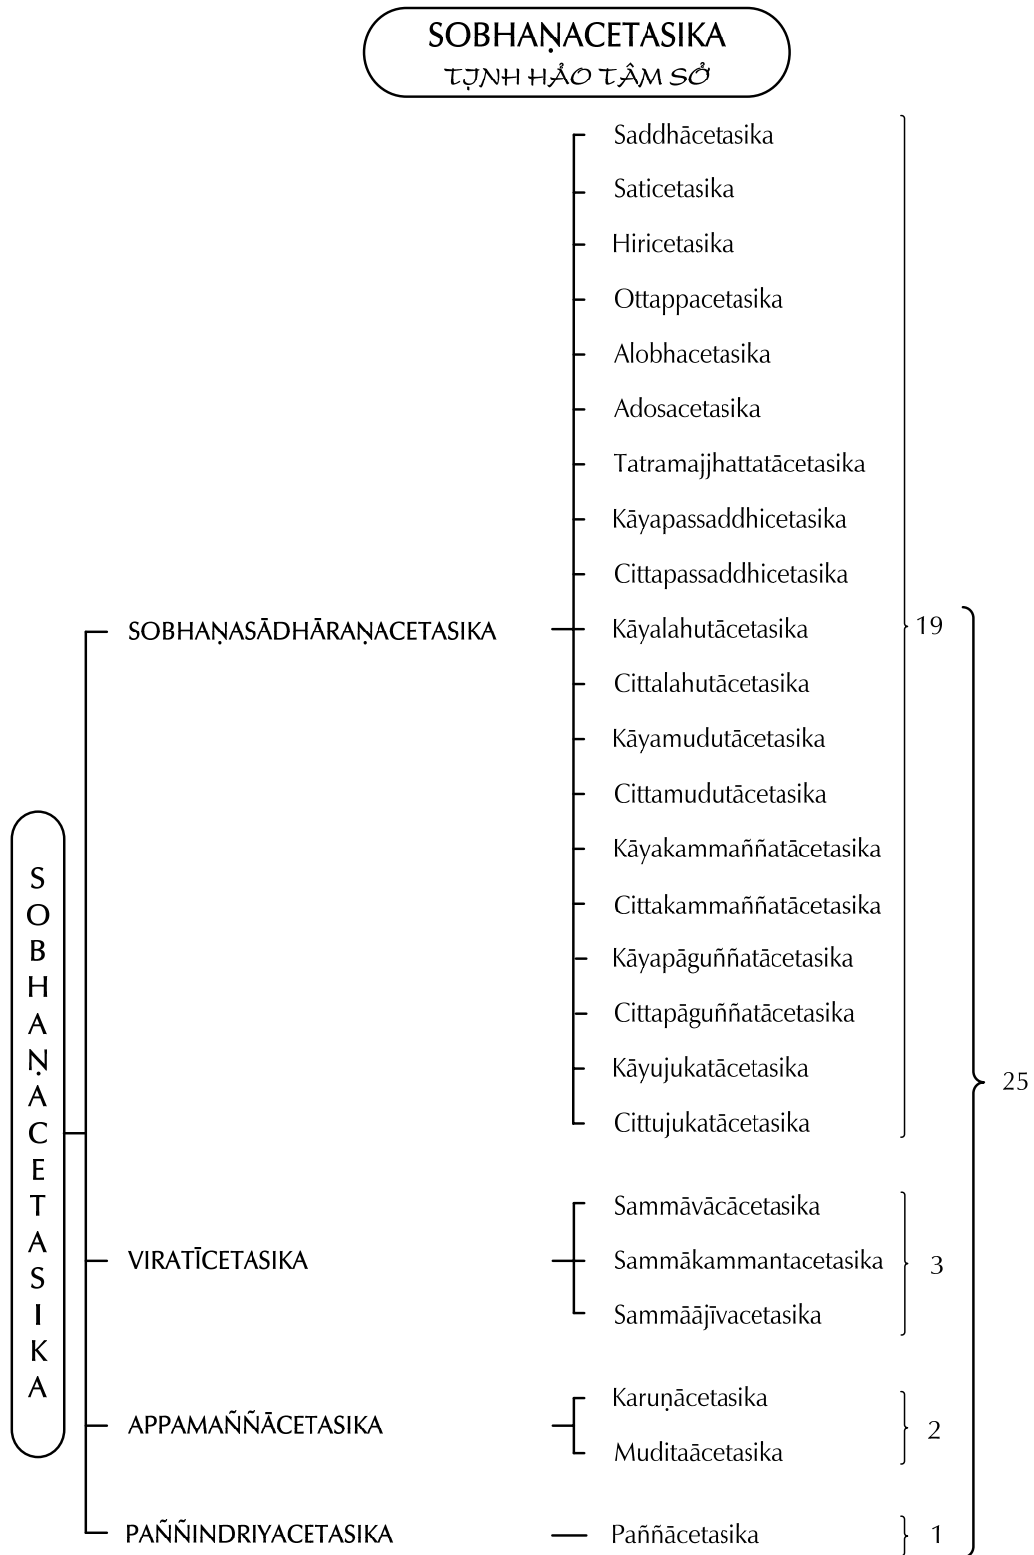 SOBHAṆACETASIKA
TỊNH HẢO TÂM SỞ
Saddhācetasika
Saticetasika
Hiricetasika
Ottappacetasika
Alobhacetasika
Adosacetasika
Tatramajjhattatācetasika
Kāyapassaddhicetasika
Cittapassaddhicetasika
SOBHAṆASĀDHĀRAṆACETASIKA Kāyalahutācetasika 19
Cittalahutācetasika
Kāyamudutācetasika
Cittamudutācetasika
Kāyakammaññatācetasika
Cittakammaññatācetasika
Kāyapāguññatācetasika
Cittapāguññatācetasika
Kāyujukatācetasika
25
Cittujukatācetasika
SOBHAṆACETASIKA
Sammāvācācetasika
VIRATĪCETASIKA Sammākammantacetasika 3
Sammāājīvacetasika
Karuṇācetasika
APPAMAÑÑĀCETASIKA 2
Muditaācetasika
PAÑÑINDRIYACETASIKA Paññācetasika 1